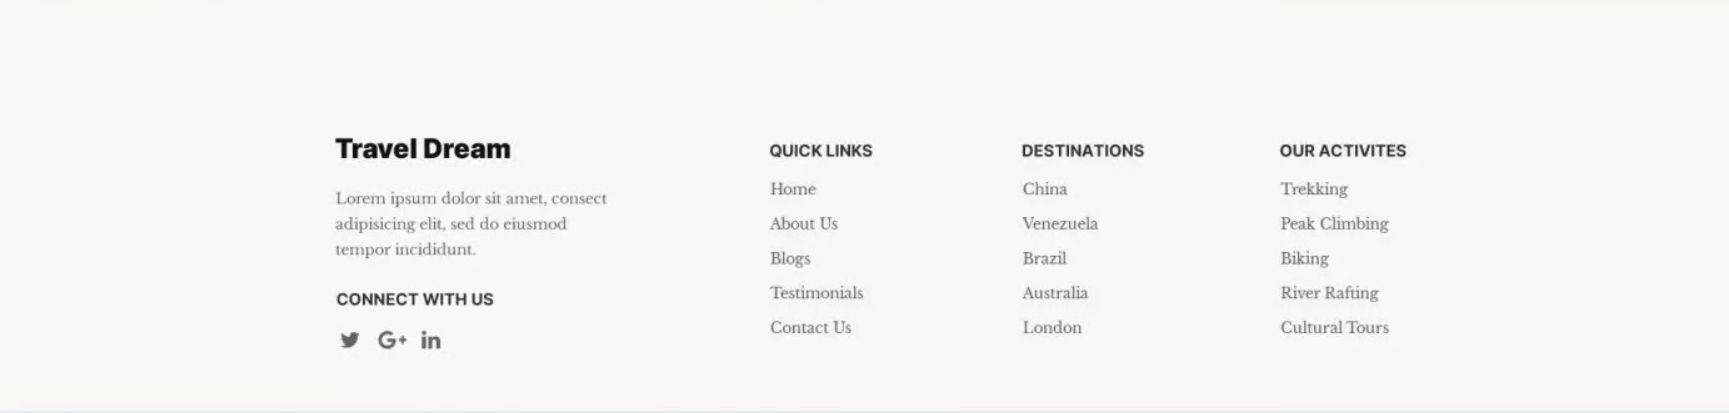 Travel Dream
Lorem ipsum dolor sit amet, consect
adipisicing elit, sed do eiusmod
tempor incididunt.
CONNECT WITH US
QUICK LINKS
Home
About Us
Blogs
Testimonials
Contact Us
DESTINATIONS
China
Venezuela
Brazil
Australia
London
OUR ACTIVITES
Trekking
Peak Climbing
Biking
River Rafting
Cultural Tours